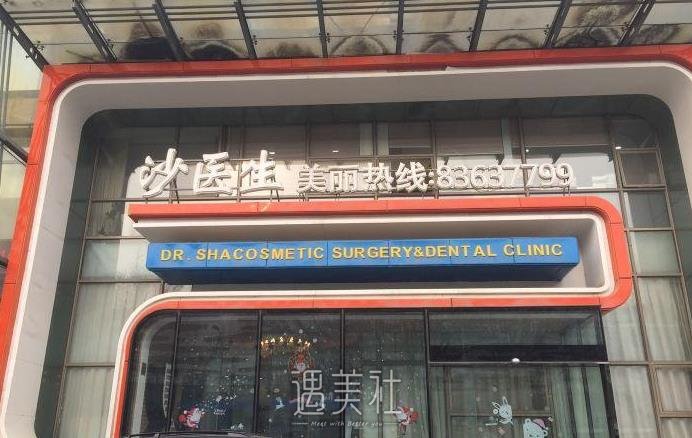 沙医生 美丽热线:83637799
DR. SHACOSMETIC SURGERY&DENTAL CLINIC
遇美社
Meet with Better you